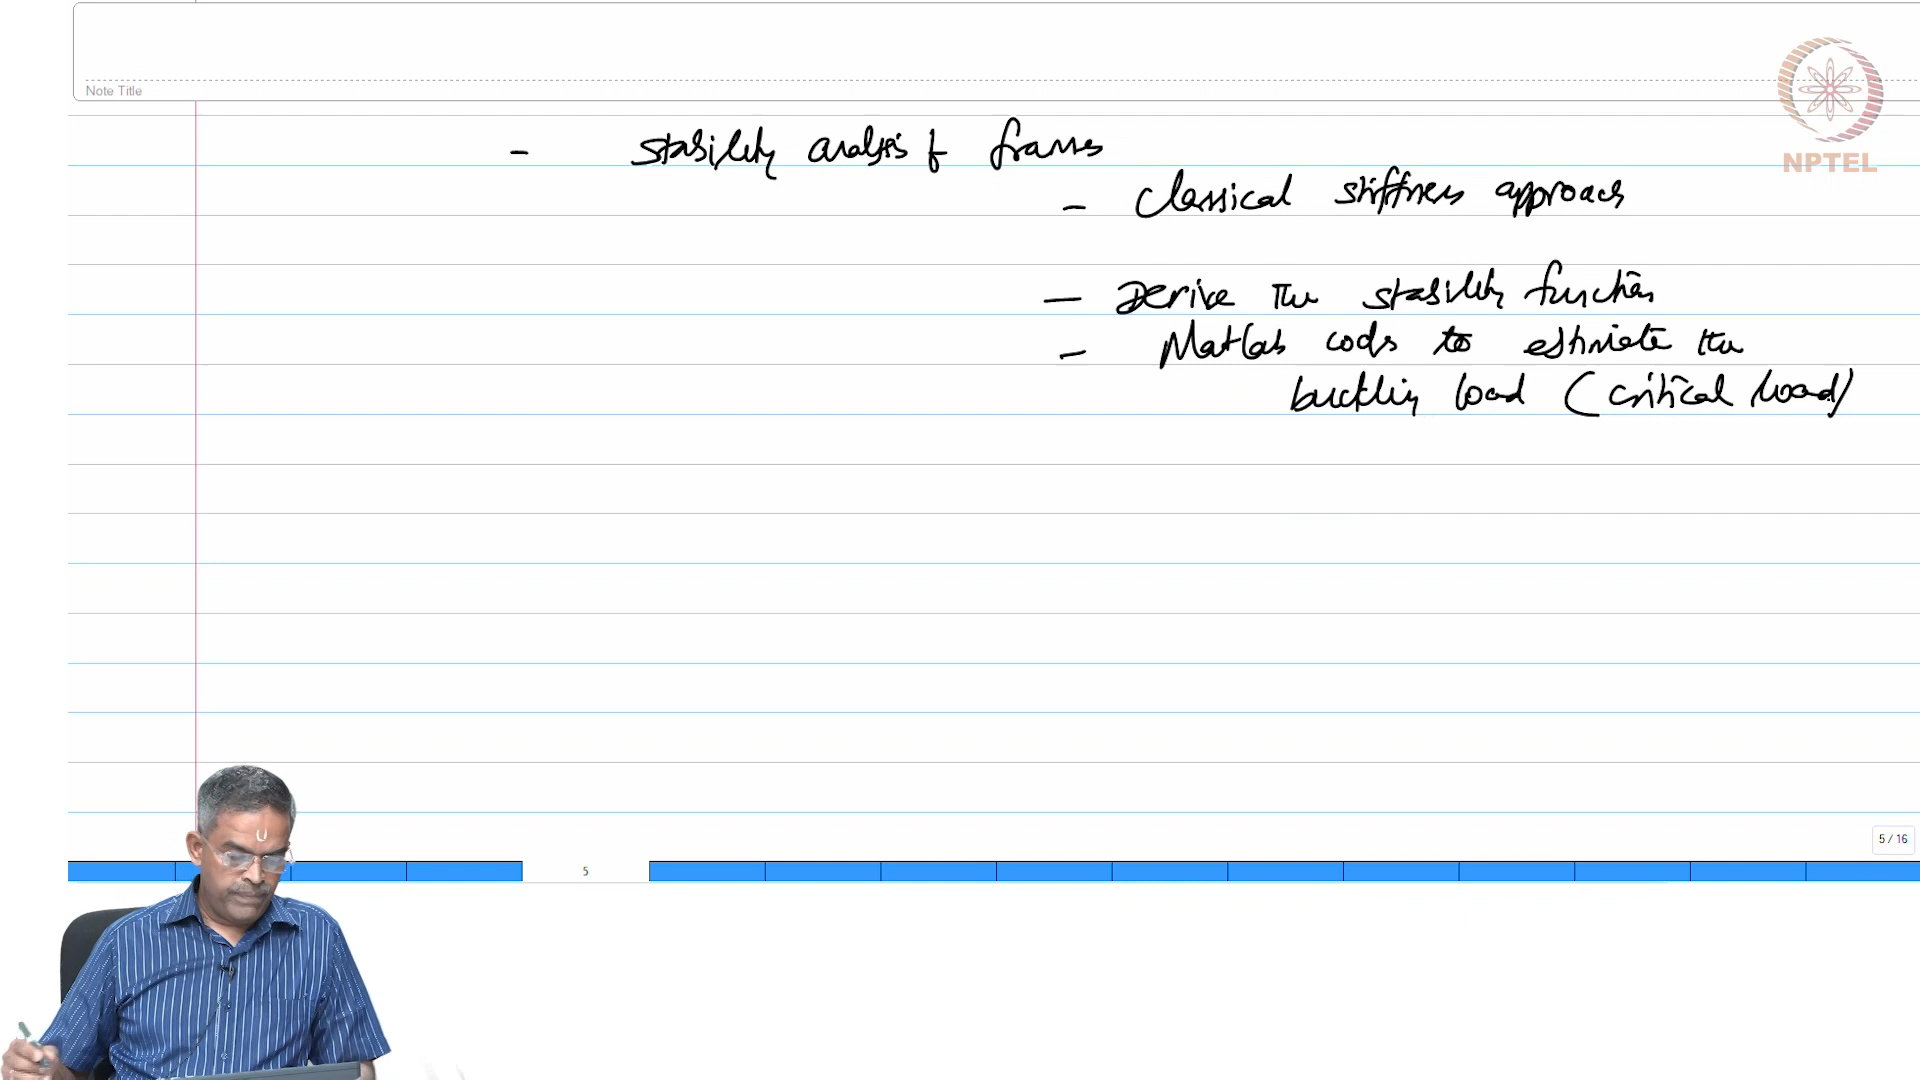 Note Title
NPTEL
- stability analysis of frames
- Classical stiffness approach
- Derive the stability function
- Matlab codes to estimate the
buckling load (critical load)
5 / 16
5